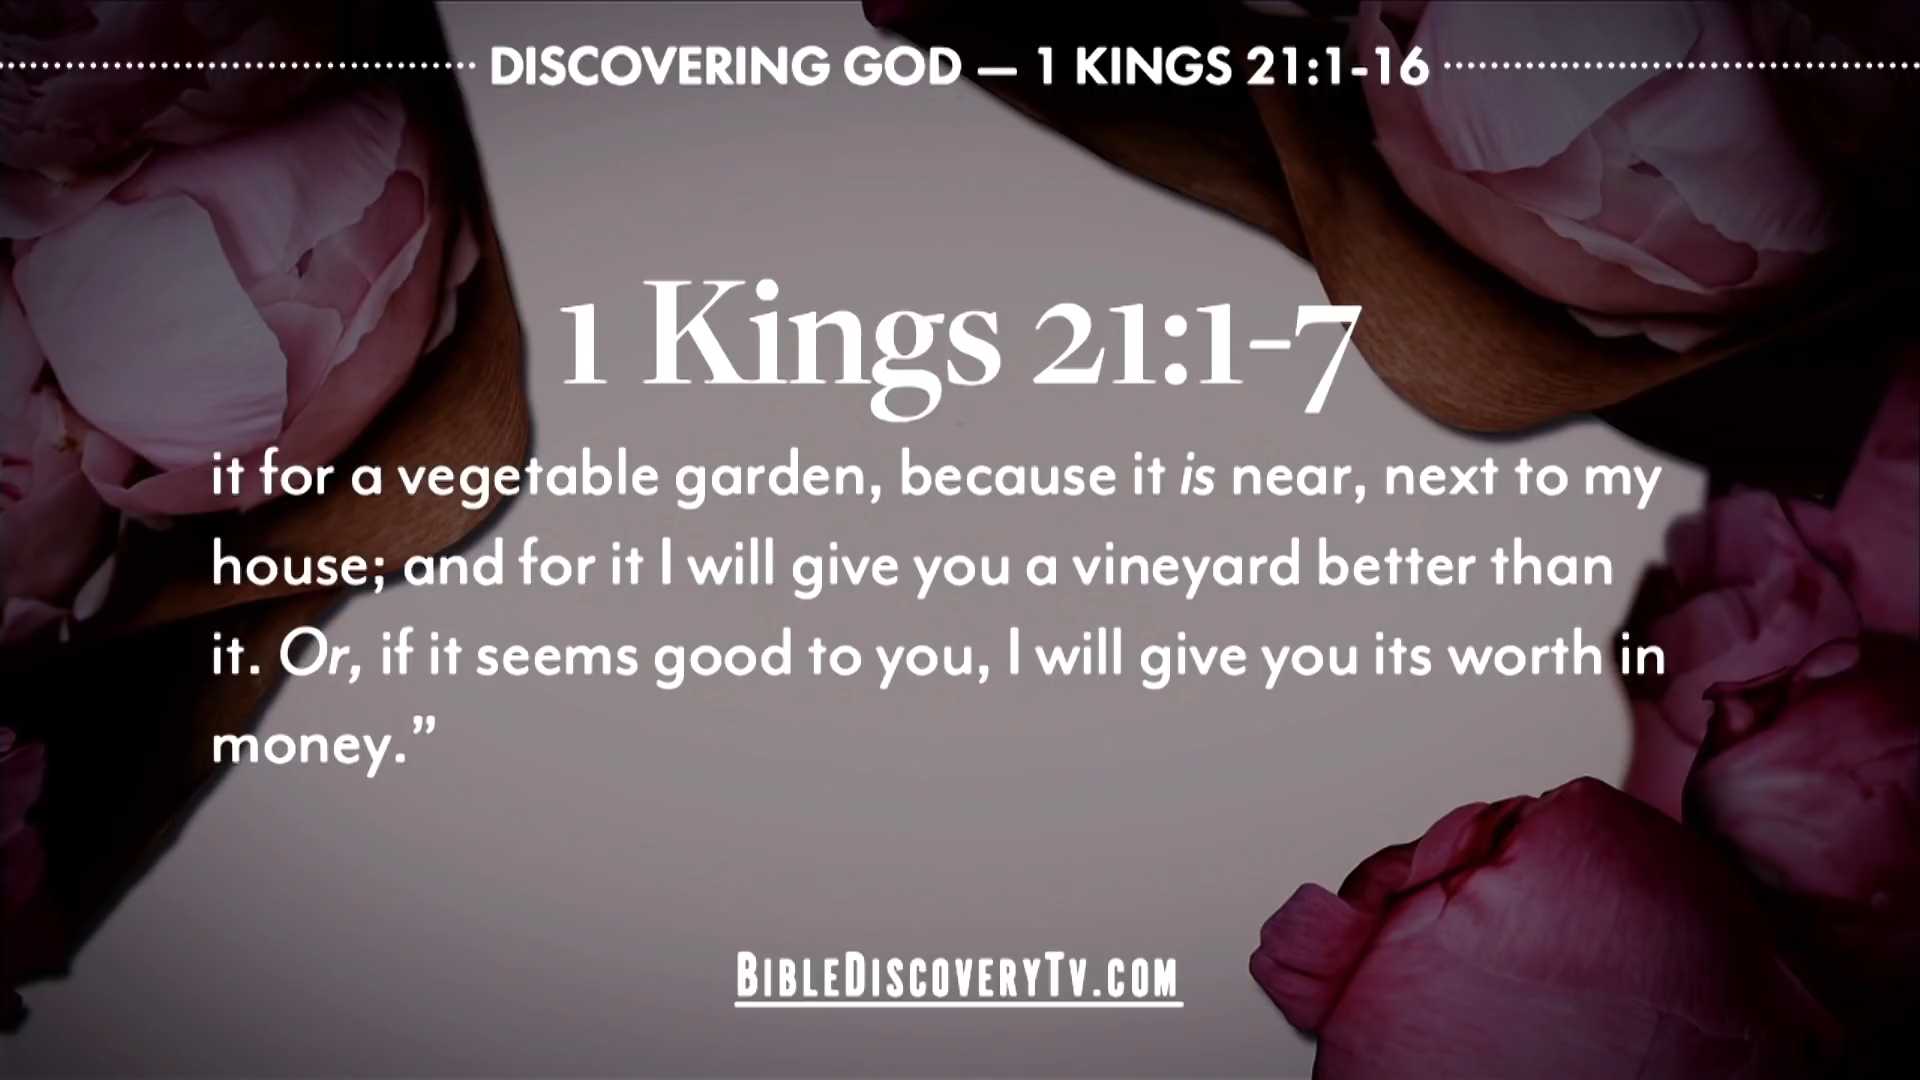 DISCOVERING GOD — 1 KINGS 21:1-16
1 Kings 21:1-7
it for a vegetable garden, because it is near, next to my
house; and for it I will give you a vineyard better than
it. Or, if it seems good to you, I will give you its worth in
money.”
BIBLEDISCOVERYTV.COM